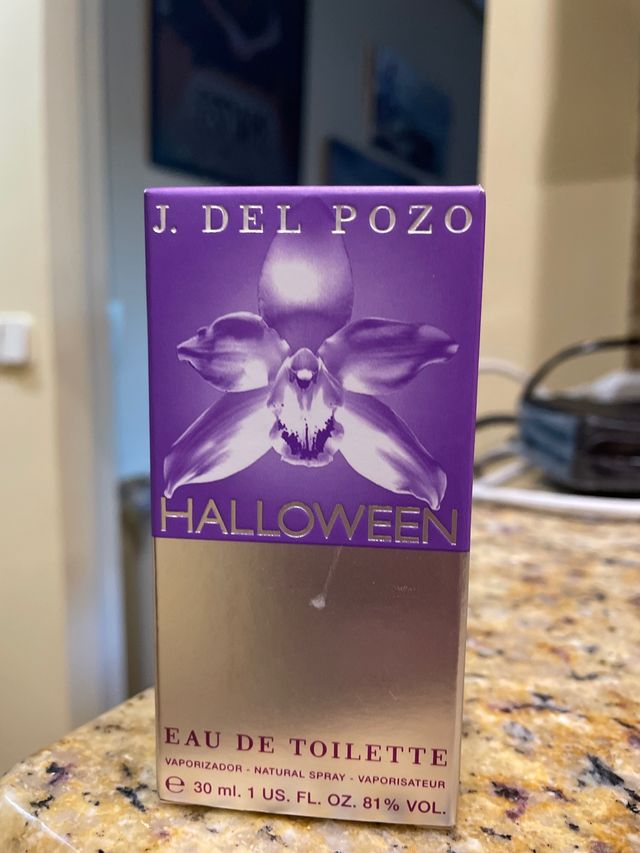 J. DEL POZO
HALLOWEEN
EAU DE TOILETTE
VAPORIZADOR - NATURAL SPRAY - VAPORISATEUR
℮ 30 ml. 1 US. FL. OZ. 81% VOL.